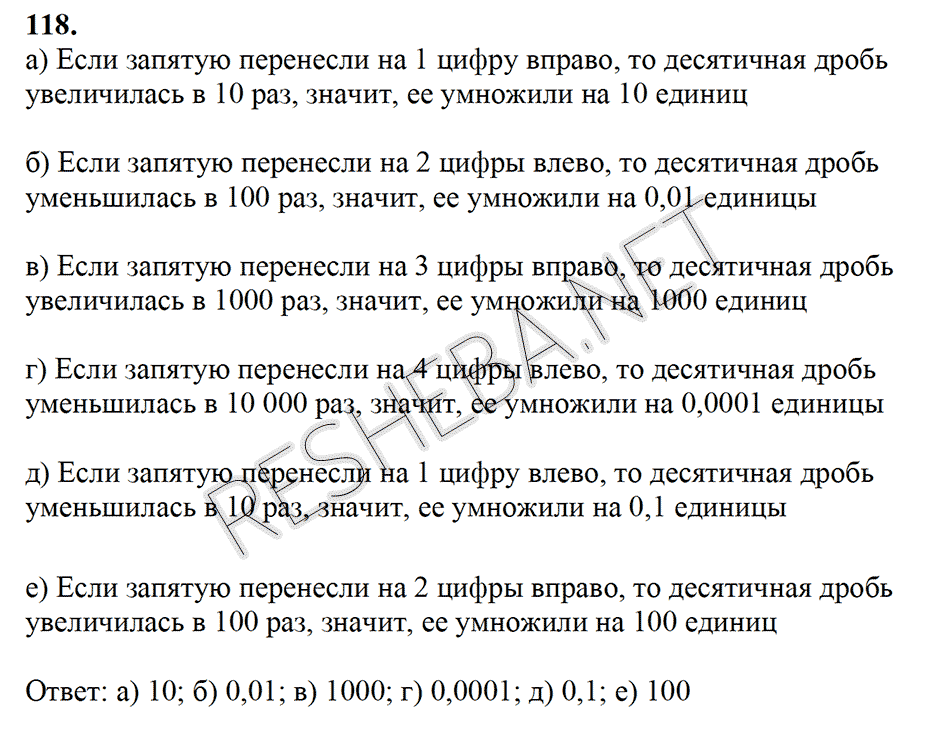 118.
а) Если запятую перенесли на 1 цифру вправо, то десятичная дробь
увеличилась в 10 раз, значит, ее умножили на 10 единиц
б) Если запятую перенесли на 2 цифры влево, то десятичная дробь
уменьшилась в 100 раз, значит, ее умножили на 0,01 единицы
в) Если запятую перенесли на 3 цифры вправо, то десятичная дробь
увеличилась в 1000 раз, значит, ее умножили на 1000 единиц
г) Если запятую перенесли на 4 цифры влево, то десятичная дробь
уменьшилась в 10 000 раз, значит, ее умножили на 0,0001 единицы
д) Если запятую перенесли на 1 цифру влево, то десятичная дробь
уменьшилась в 10 раз, значит, ее умножили на 0,1 единицы
е) Если запятую перенесли на 2 цифры вправо, то десятичная дробь
увеличилась в 100 раз, значит, ее умножили на 100 единиц
Ответ: а) 10; б) 0,01; в) 1000; г) 0,0001; д) 0,1; е) 100
RESHEBA.NET